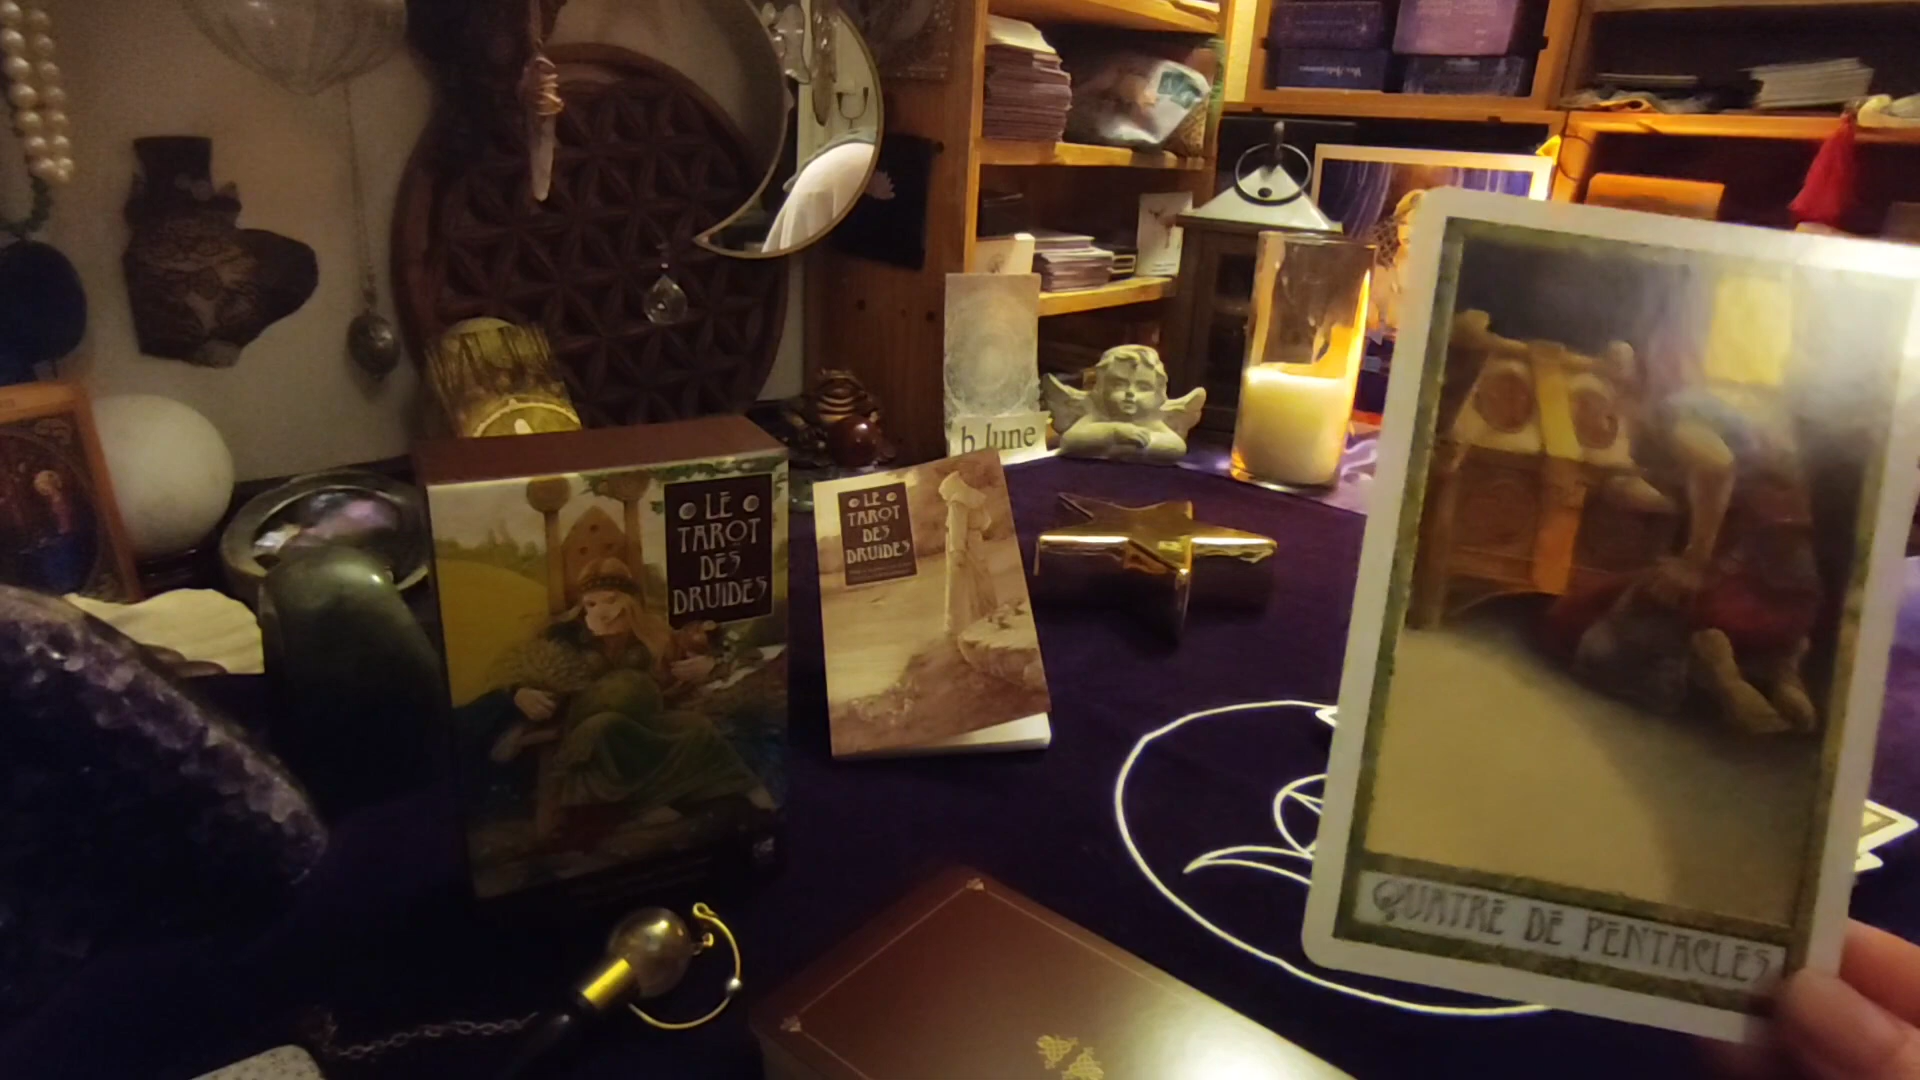 b lune
LE
TAROT
DES
DRUIDES
LE
TAROT
DES
DRUIDES
QUATRE DE PENTACLES